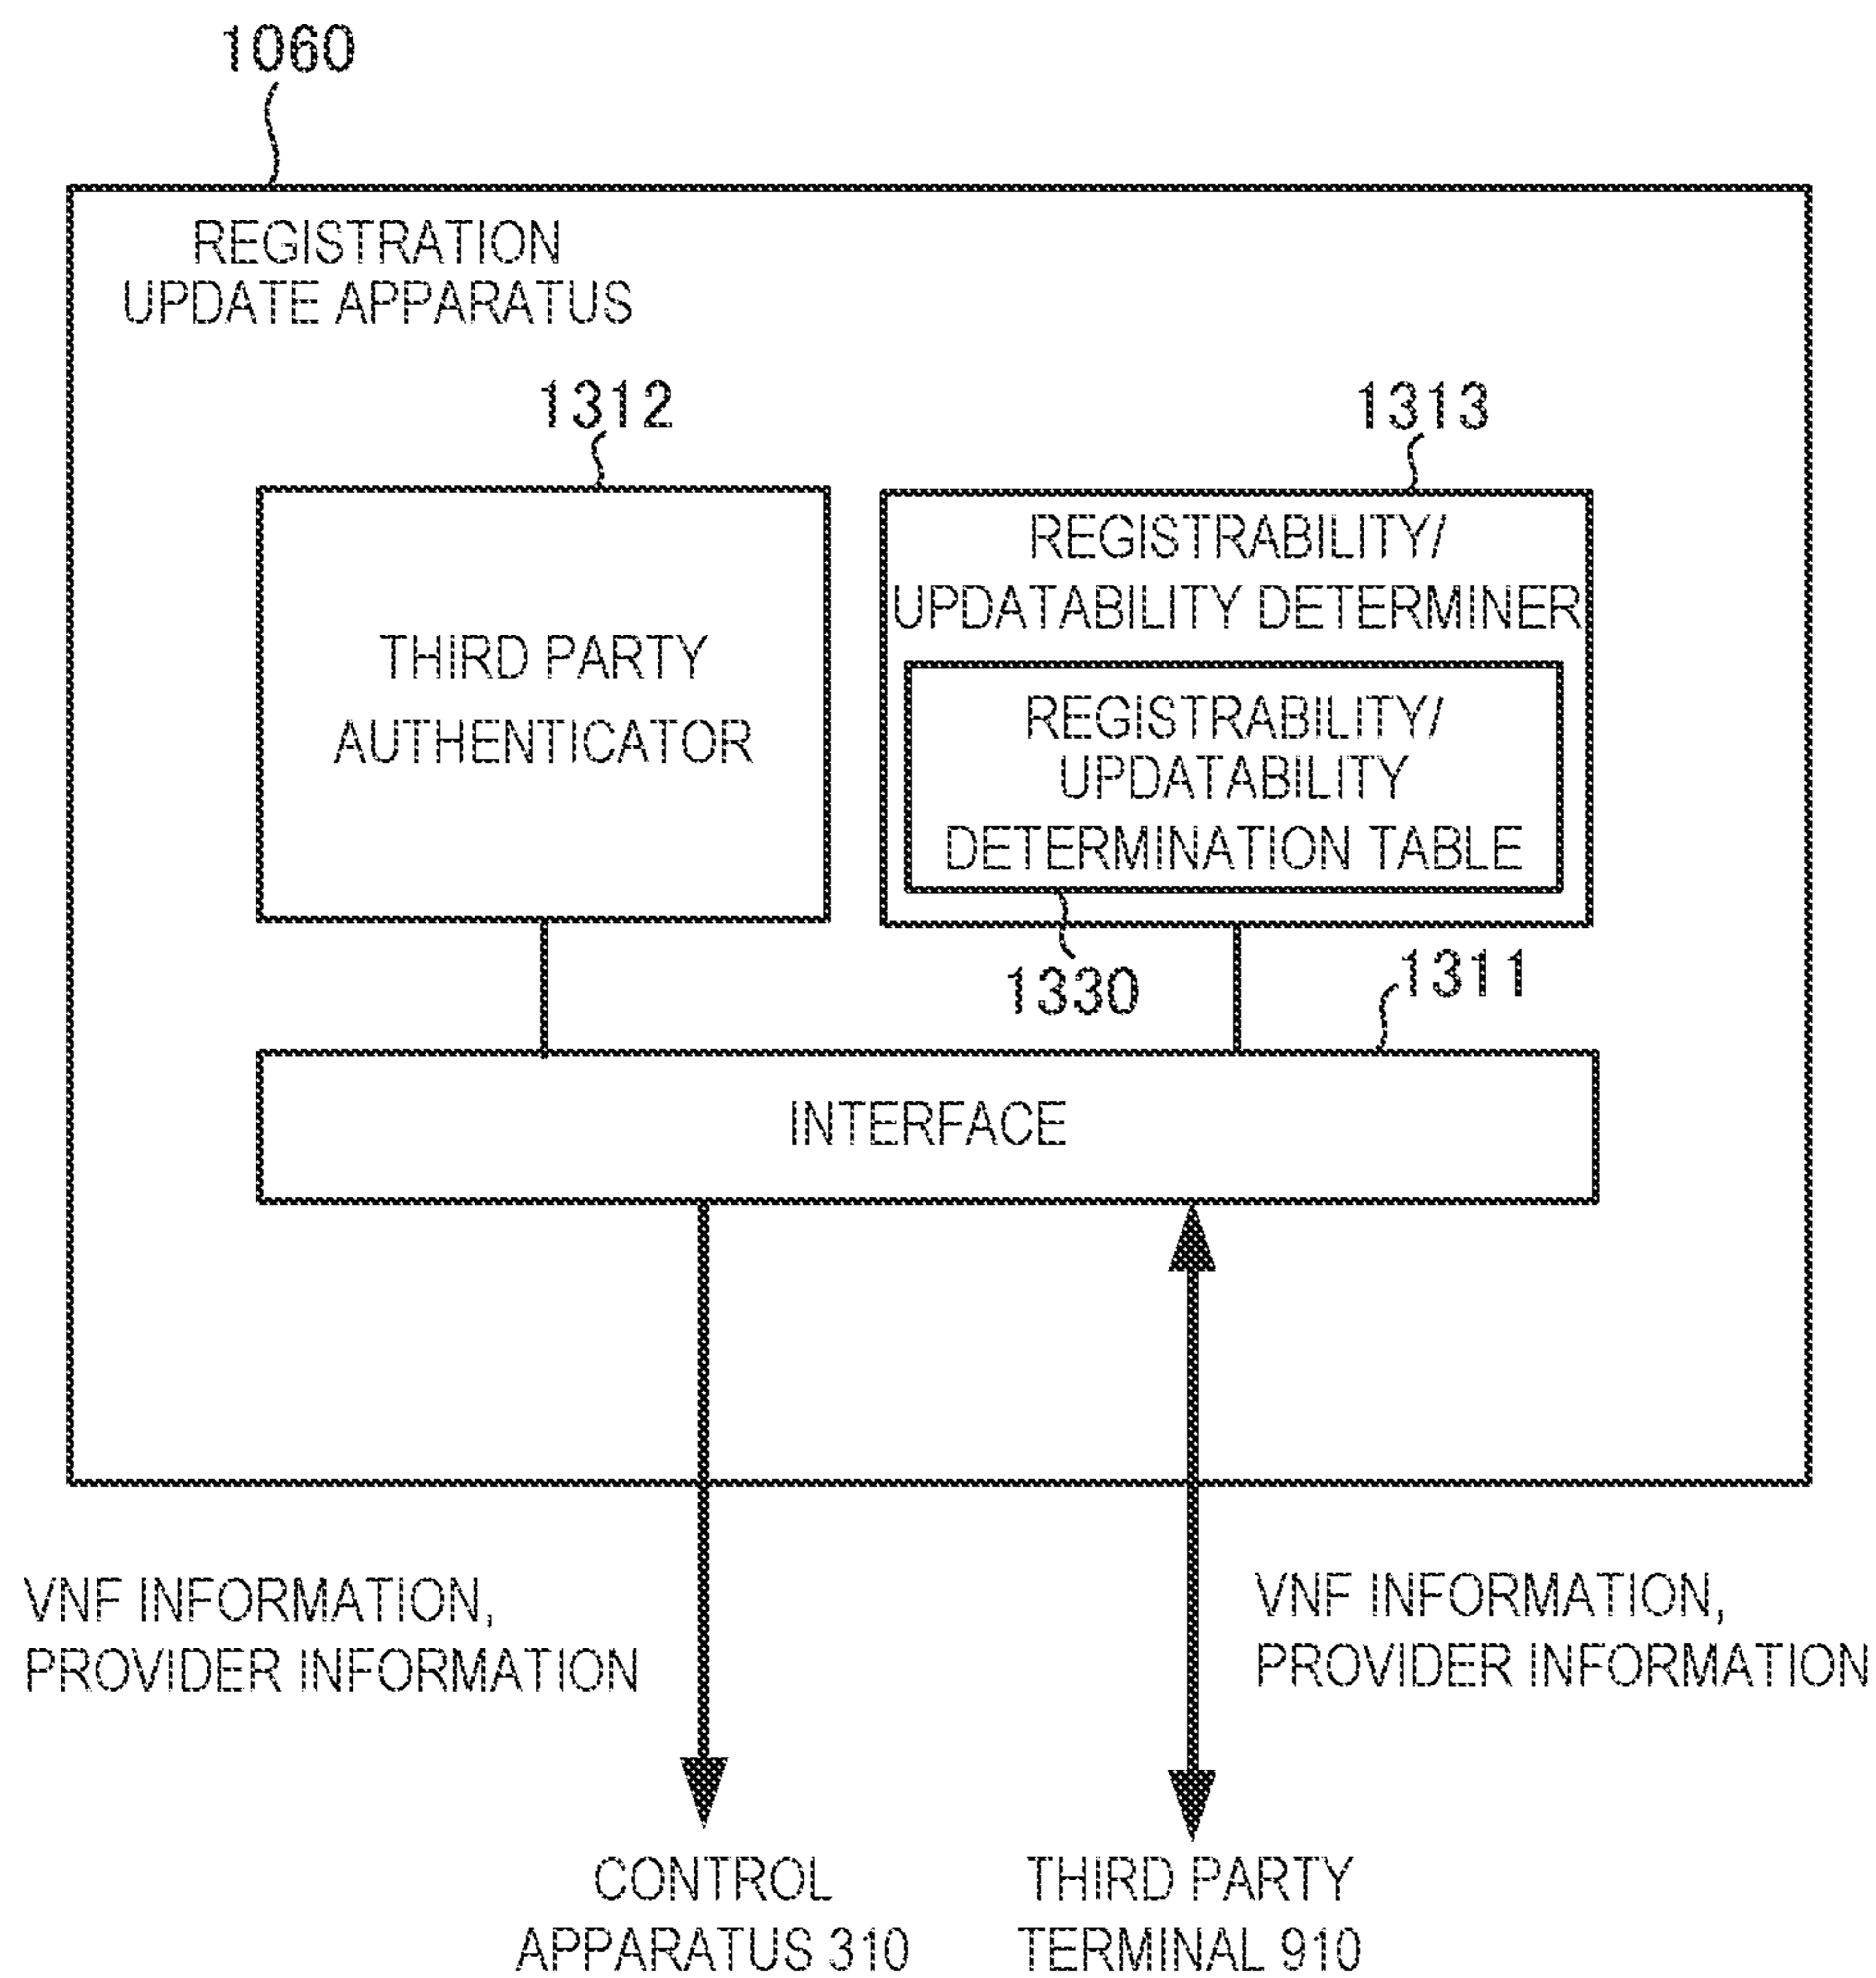 1060
REGISTRATION
UPDATE APPARATUS
1312
1313
THIRD PARTY
AUTHENTICATOR
REGISTRABILITY/
UPDATABILITY DETERMINER
REGISTRABILITY/
UPDATABILITY
DETERMINATION TABLE
1330
1311
INTERFACE
VNF INFORMATION,
PROVIDER INFORMATION
VNF INFORMATION,
PROVIDER INFORMATION
CONTROL
APPARATUS 310
THIRD PARTY
TERMINAL 910